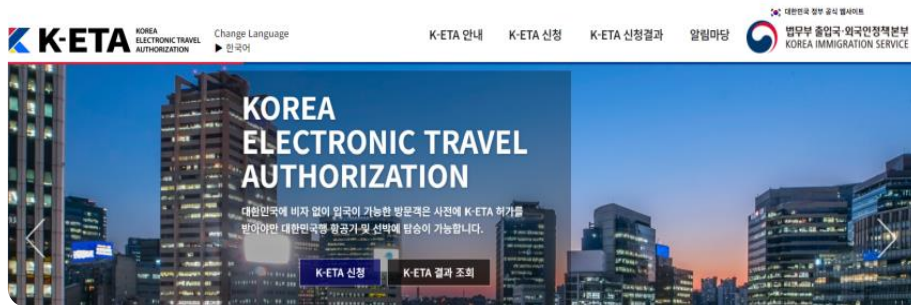 대한민국 정부 공식 웹사이트
K-ETA
KOREA
ELECTRONIC TRAVEL
AUTHORIZATION
Change Language
▶ 한국어
K-ETA 안내
K-ETA 신청
K-ETA 신청결과
알림마당
법무부 출입국·외국인정책본부
KOREA IMMIGRATION SERVICE
KOREA
ELECTRONIC TRAVEL
AUTHORIZATION
대한민국에 비자 없이 입국이 가능한 방문객은 사전에 K-ETA 허가를
받아야만 대한민국행 항공기 및 선박에 탑승이 가능합니다.
K-ETA 신청
K-ETA 결과 조회